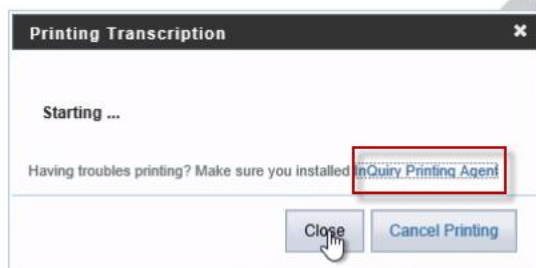 Printing Transcription
Starting ...
Having troubles printing? Make sure you installed InQuiry Printing Agent
Close Cancel Printing